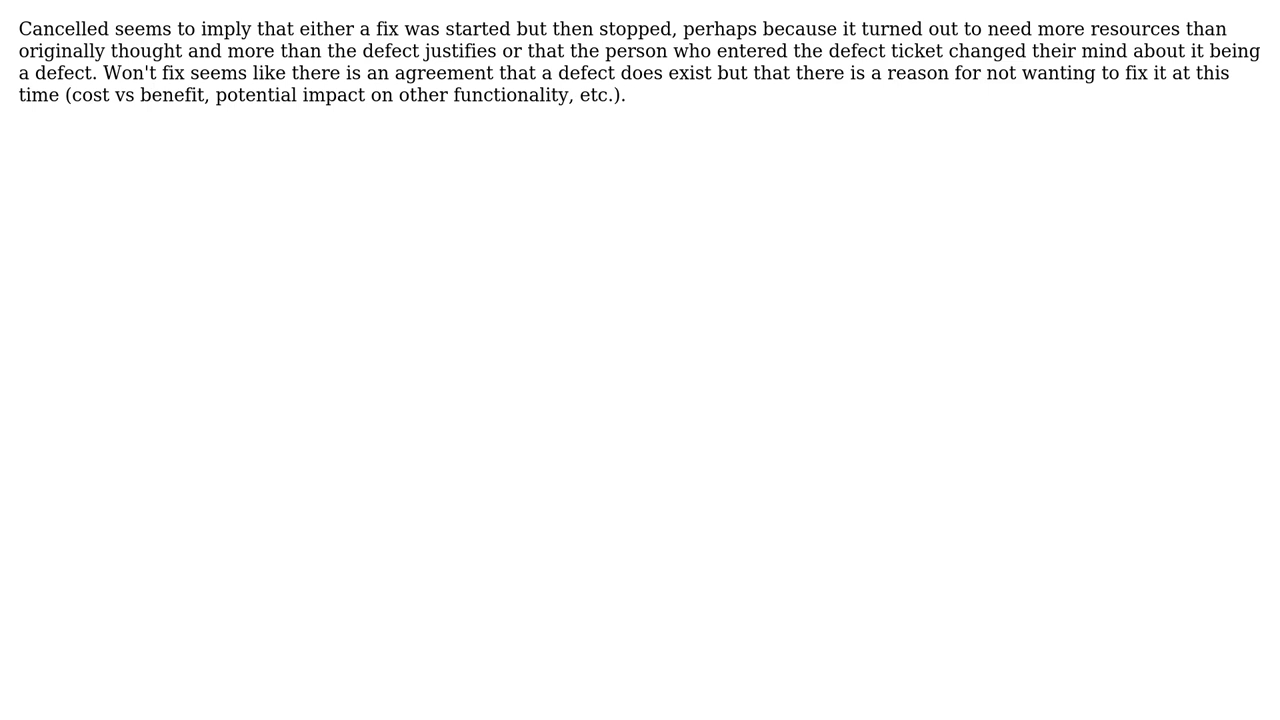 Cancelled seems to imply that either a fix was started but then stopped, perhaps because it turned out to need more resources than
originally thought and more than the defect justifies or that the person who entered the defect ticket changed their mind about it being
a defect. Won't fix seems like there is an agreement that a defect does exist but that there is a reason for not wanting to fix it at this
time (cost vs benefit, potential impact on other functionality, etc.).